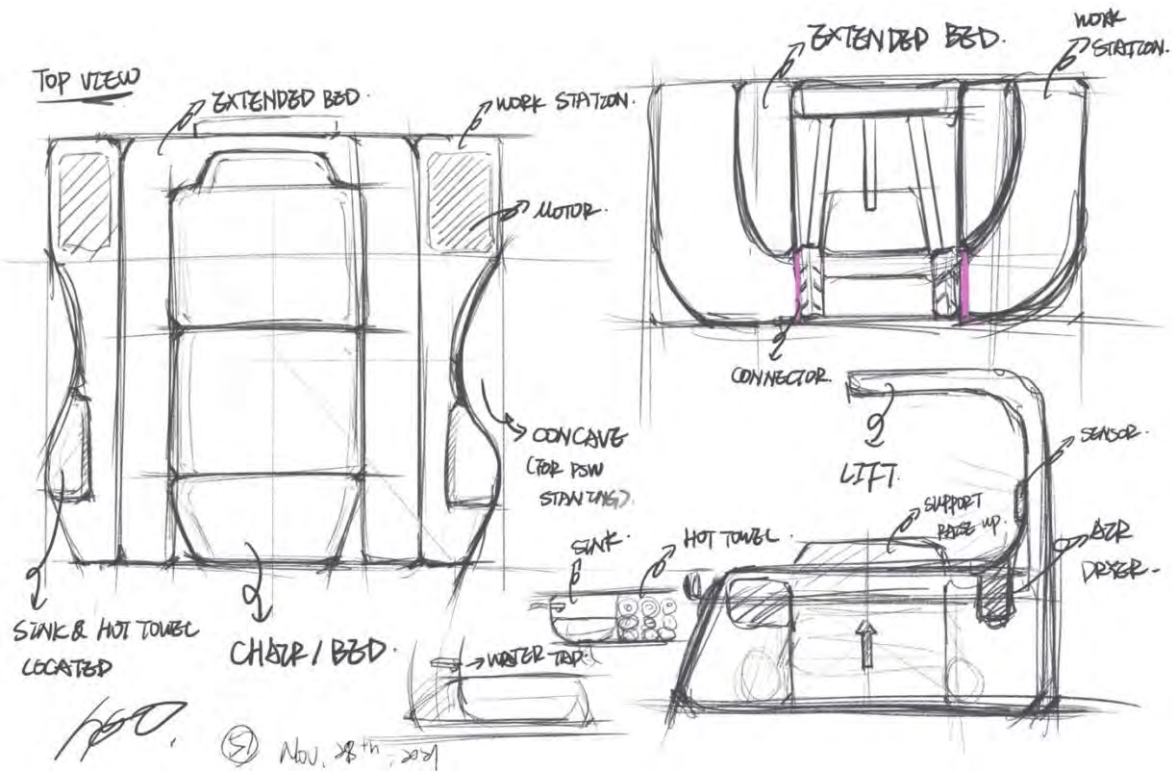 TOP VIEW
EXTENDED BED.
WORK STATION.
MOTOR.
CONCAVE
(FOR PSW
STANDING)
SINK & HOT TOWEL
LOCATED
CHAIR / BED.
EXTENDED BED.
WORK
STATION.
CONNECTOR.
LIFT.
SENSOR.
SUPPORT
RAISE UP.
AIR
DRYER.
SINK.
HOT TOWEL.
WATER TAP.
Nov. 28th, 2021